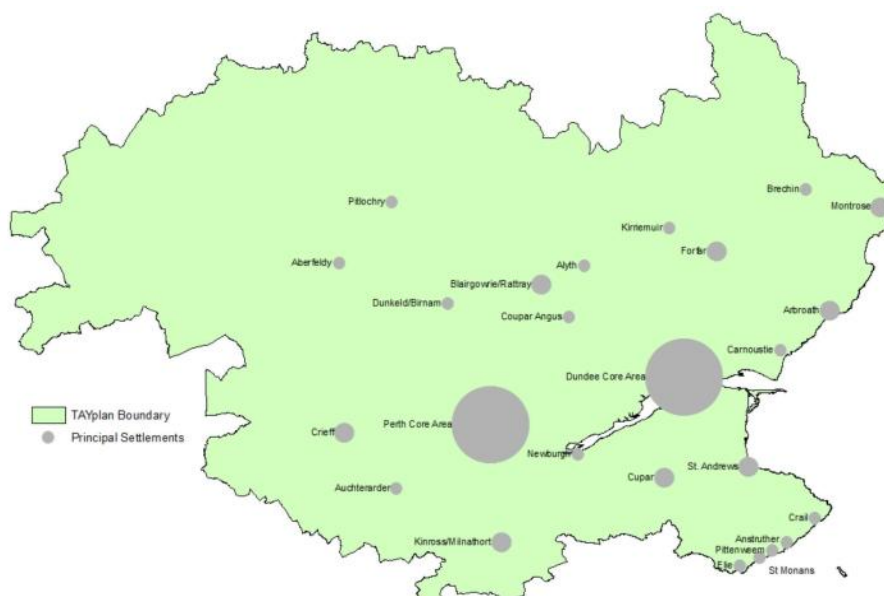 Brechin
Pitlochry
Montrose
Kirriemuir
Forfar
Aberfeldy
Alyth
Blairgowrie/Rattray
Dunkeld/Birnam
Coupar Angus
Arbroath
Carnoustie
Dundee Core Area
TAYplan Boundary
Principal Settlements
Crieff
Perth Core Area
Newburgh
St. Andrews
Cupar
Auchterarder
Crail
Kinross/Milnathort
Anstruther
Pittenweem
Elie
St Monans